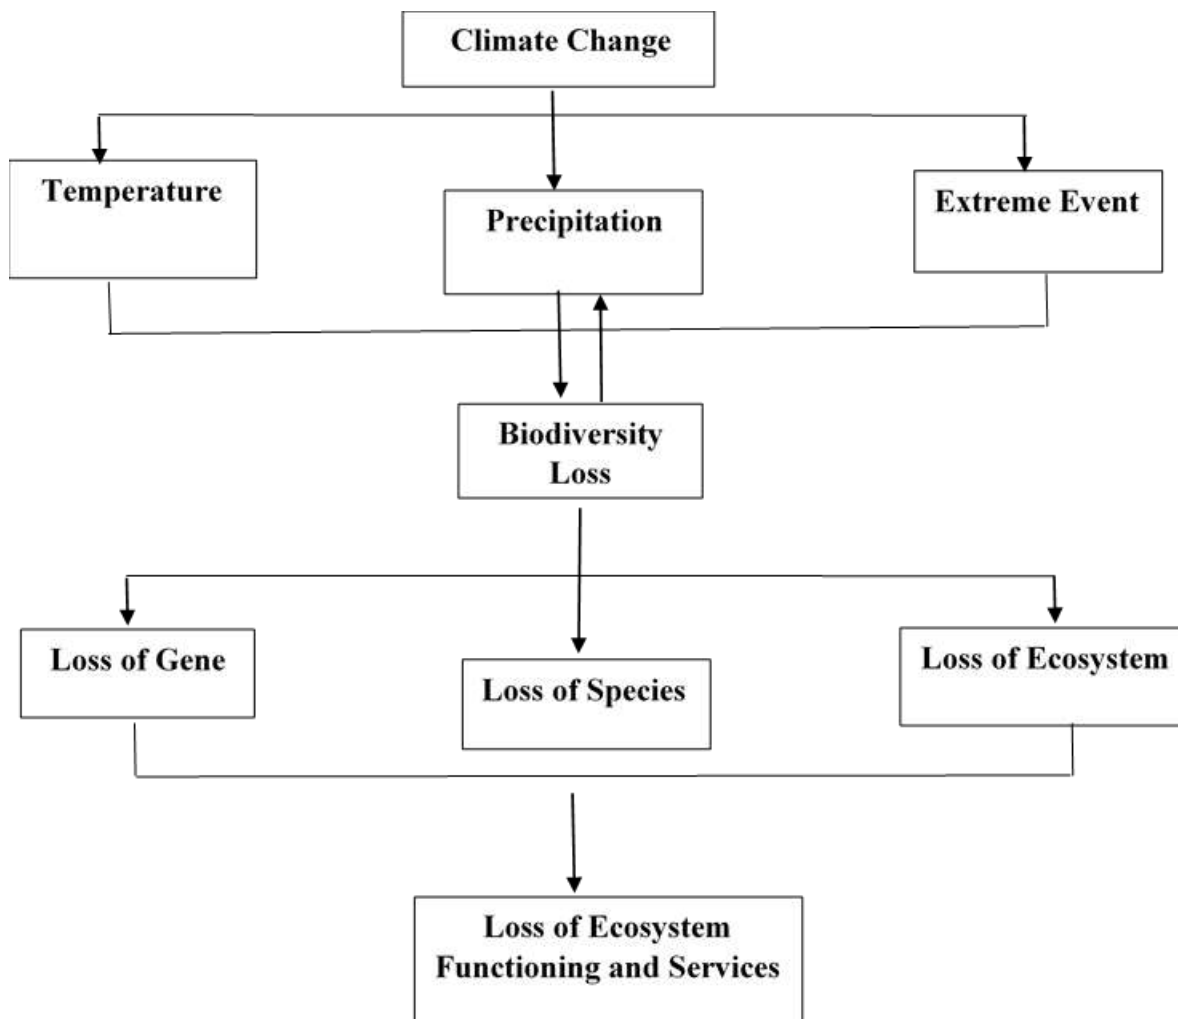 Climate Change
Temperature
Precipitation
Extreme Event
Biodiversity
Loss
Loss of Gene
Loss of Species
Loss of Ecosystem
Loss of Ecosystem
Functioning and Services